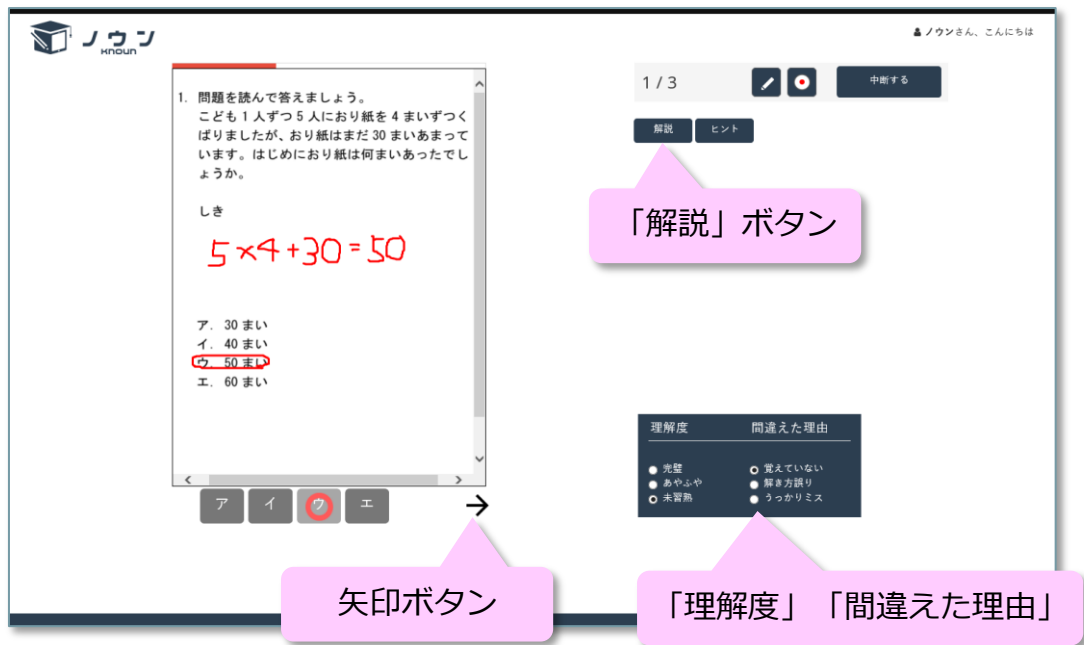 ノウン
KNOUN
ノウンさん、こんにちは
1. 問題を読んで答えましょう。
こども1人ずつ5人におり紙を4まいずつく
ばりましたが、おり紙はまだ30まいあまって
います。はじめにおり紙は何まいあったでし
ょうか。
しき
5×4+30=50
ア. 30まい
イ. 40まい
ウ. 50まい
エ. 60まい
ア イ ウ エ
1 / 3
中断する
解説 ヒント
「解説」ボタン
理解度 間違えた理由
完璧 覚えていない
あやふや 解き方誤り
未習熟 うっかりミス
矢印ボタン
「理解度」「間違えた理由」